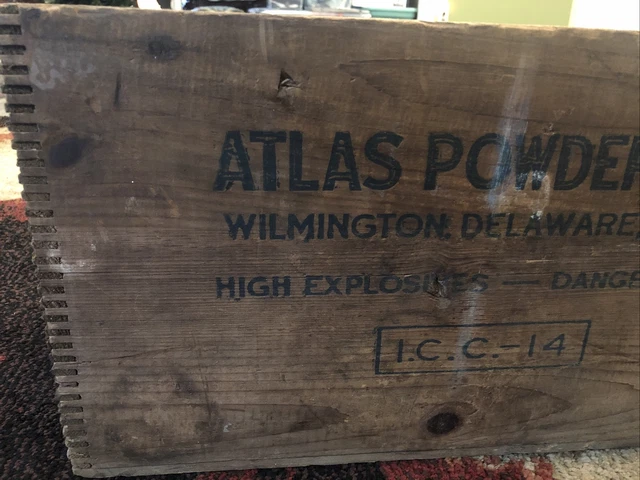 ATLAS POWDER
WILMINGTON, DELAWARE,
HIGH EXPLOSIVES — DANGE
I.C.C.-14